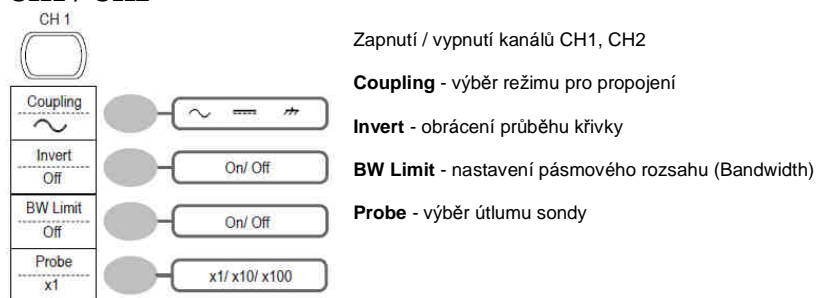 CH 1
Zapnutí / vypnutí kanálů CH1, CH2
Coupling
Coupling - výběr režimu pro propojení
Invert
Off
On/ Off
Invert - obrácení průběhu křivky
BW Limit
Off
On/ Off
BW Limit - nastavení pásmového rozsahu (Bandwidth)
Probe
x1
x1/ x10/ x100
Probe - výběr útlumu sondy